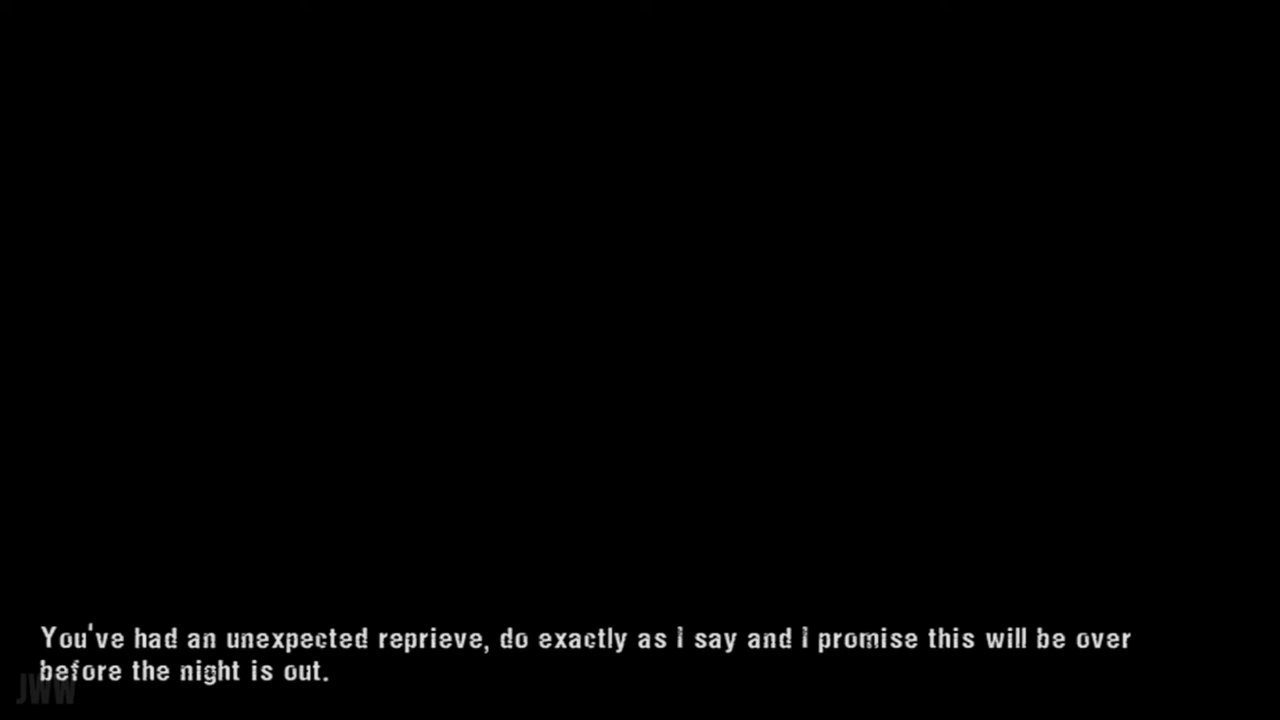 You've had an unexpected reprieve, do exactly as i say and i promise this will be over
before the night is out.
JWW